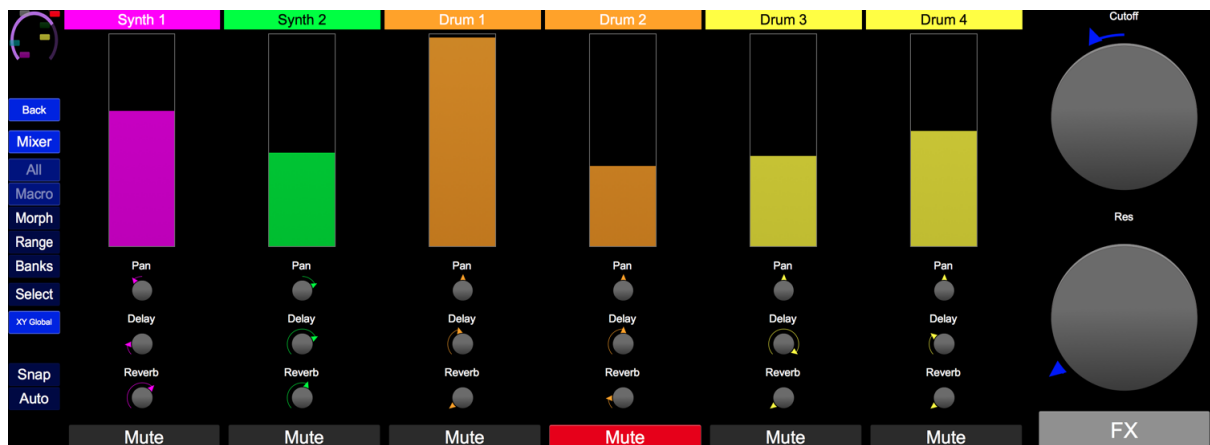 Synth 1
Synth 2
Drum 1
Drum 2
Drum 3
Drum 4
Cutoff
Back
Mixer
All
Macro
Morph
Range
Banks
Select
XY Global
Snap
Auto
Pan
Pan
Pan
Pan
Pan
Pan
Delay
Delay
Delay
Delay
Delay
Delay
Reverb
Reverb
Reverb
Reverb
Reverb
Reverb
Mute
Mute
Mute
Mute
Mute
Mute
Res
FX